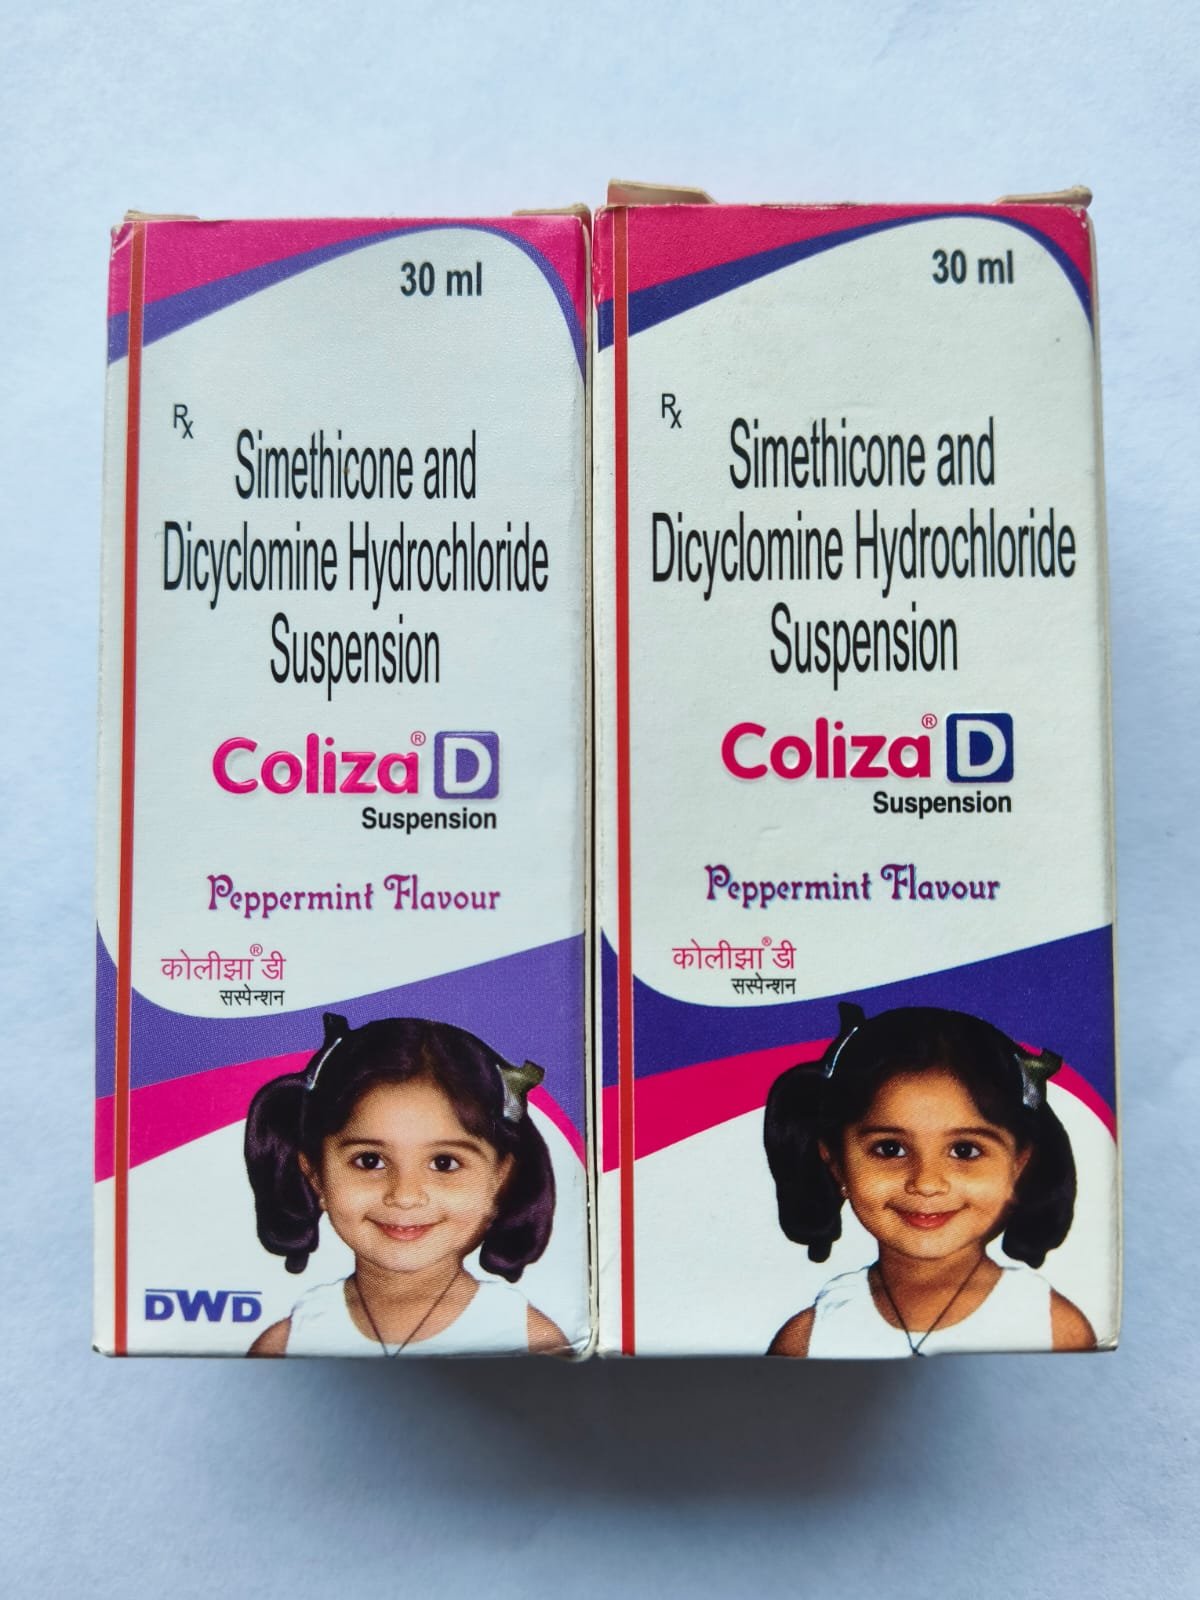 30 ml
Rx
Simethicone and
Dicyclomine Hydrochloride
Suspension
Coliza® D
Suspension
Peppermint Flavour
कोलीझा® डी
सस्पेन्शन
DWD
30 ml
Rx
Simethicone and
Dicyclomine Hydrochloride
Suspension
Coliza® D
Suspension
Peppermint Flavour
कोलीझा® डी
सस्पेन्शन